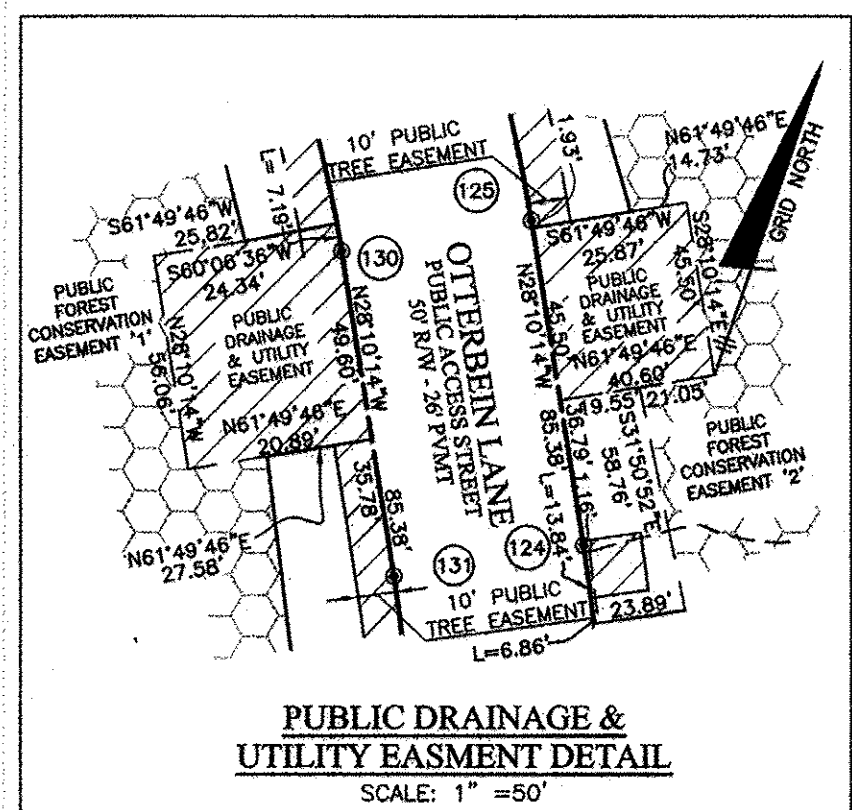 10' PUBLIC
TREE EASEMENT
L= 7.19'
1.93'
125
N61°49'46"E
14.73'
GRID NORTH
S61°49'46"W
25.82'
S60°06'36"W
24.34'
130
S61°49'46"W
25.87'
S28°10'14"E
45.50'
PUBLIC
FOREST
CONSERVATION
EASEMENT '1'
N28°10'14"W
56.06'
PUBLIC
DRAINAGE
& UTILITY
EASEMENT
N28°10'14"W
49.60'
OTTERBEIN LANE
PUBLIC ACCESS STREET
50' R/W - 26' PVMT
N28°10'14"W
45.50'
PUBLIC
DRAINAGE
& UTILITY
EASEMENT
N61°49'46"E
40.60'
19.55'
21.05'
N61°49'46"E
20.89'
35.78'
85.38'
85.38'
36.79'
1.16'
S31°50'52"E
58.76'
PUBLIC
FOREST
CONSERVATION
EASEMENT '2'
N61°49'46"E
27.58'
L=13.84'
131
124
10' PUBLIC
TREE EASEMENT
23.89'
L=6.86'
PUBLIC DRAINAGE &
UTILITY EASMENT DETAIL
SCALE: 1" =50'